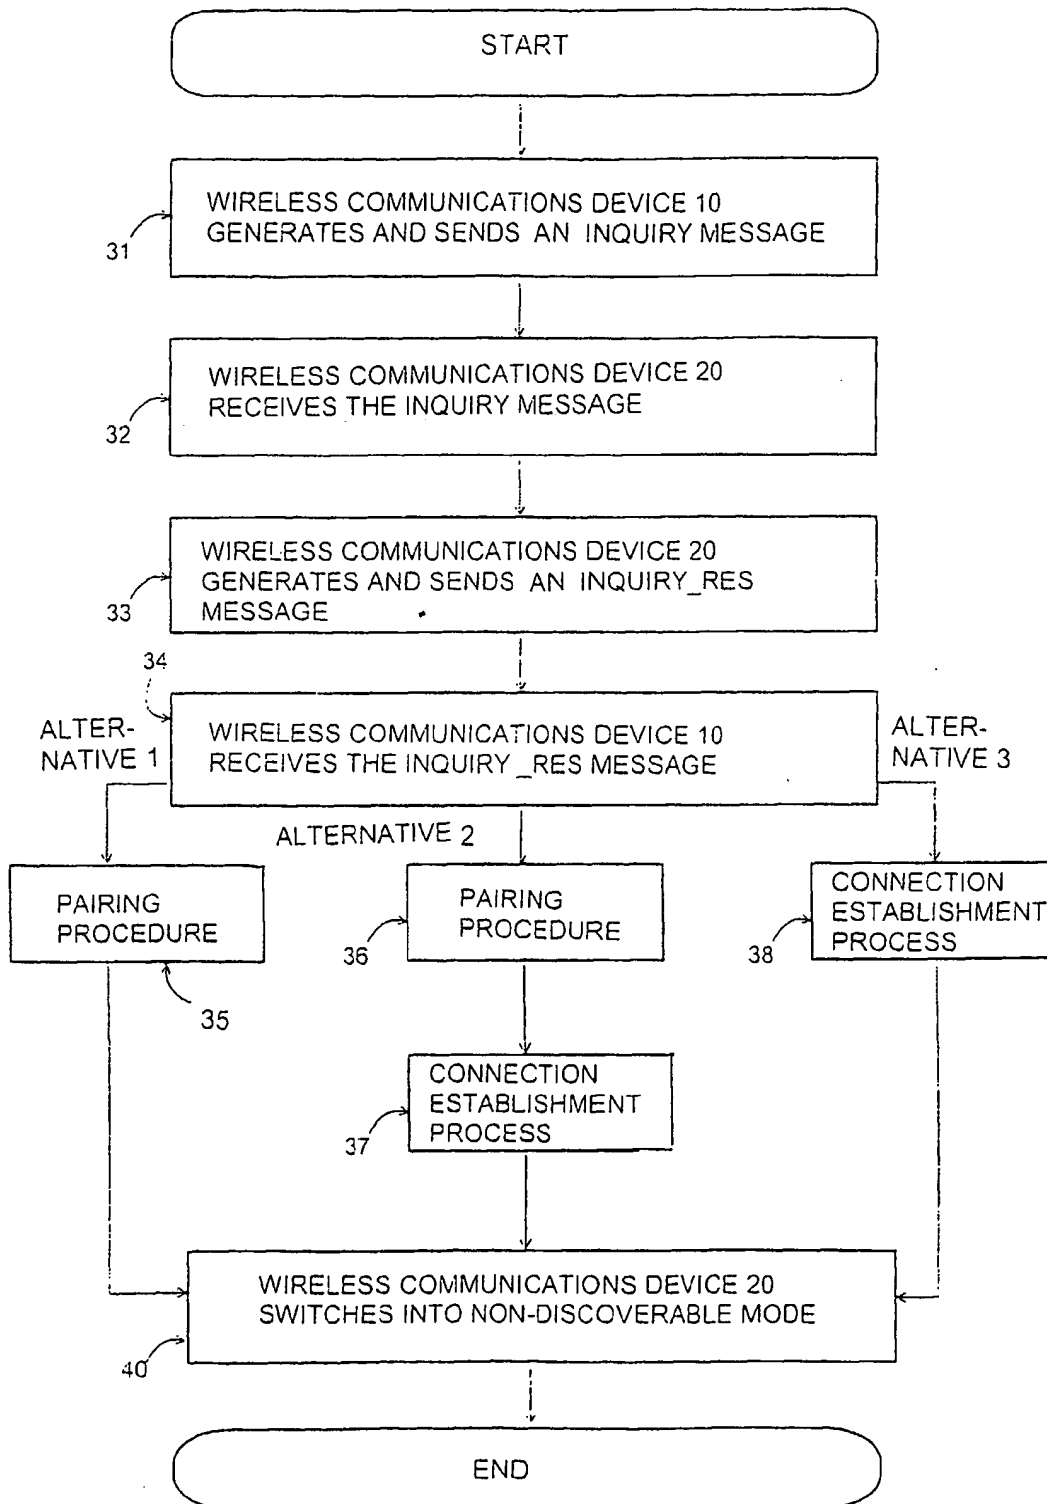 START
WIRELESS COMMUNICATIONS DEVICE 10
GENERATES AND SENDS AN INQUIRY MESSAGE
31
WIRELESS COMMUNICATIONS DEVICE 20
RECEIVES THE INQUIRY MESSAGE
32
WIRELESS COMMUNICATIONS DEVICE 20
GENERATES AND SENDS AN INQUIRY_RES
MESSAGE
33
34
WIRELESS COMMUNICATIONS DEVICE 10
RECEIVES THE INQUIRY_RES MESSAGE
ALTER-
NATIVE 1
ALTERNATIVE 2
ALTER-
NATIVE 3
PAIRING
PROCEDURE
35
PAIRING
PROCEDURE
36
CONNECTION
ESTABLISHMENT
PROCESS
38
CONNECTION
ESTABLISHMENT
PROCESS
37
WIRELESS COMMUNICATIONS DEVICE 20
SWITCHES INTO NON-DISCOVERABLE MODE
40
END